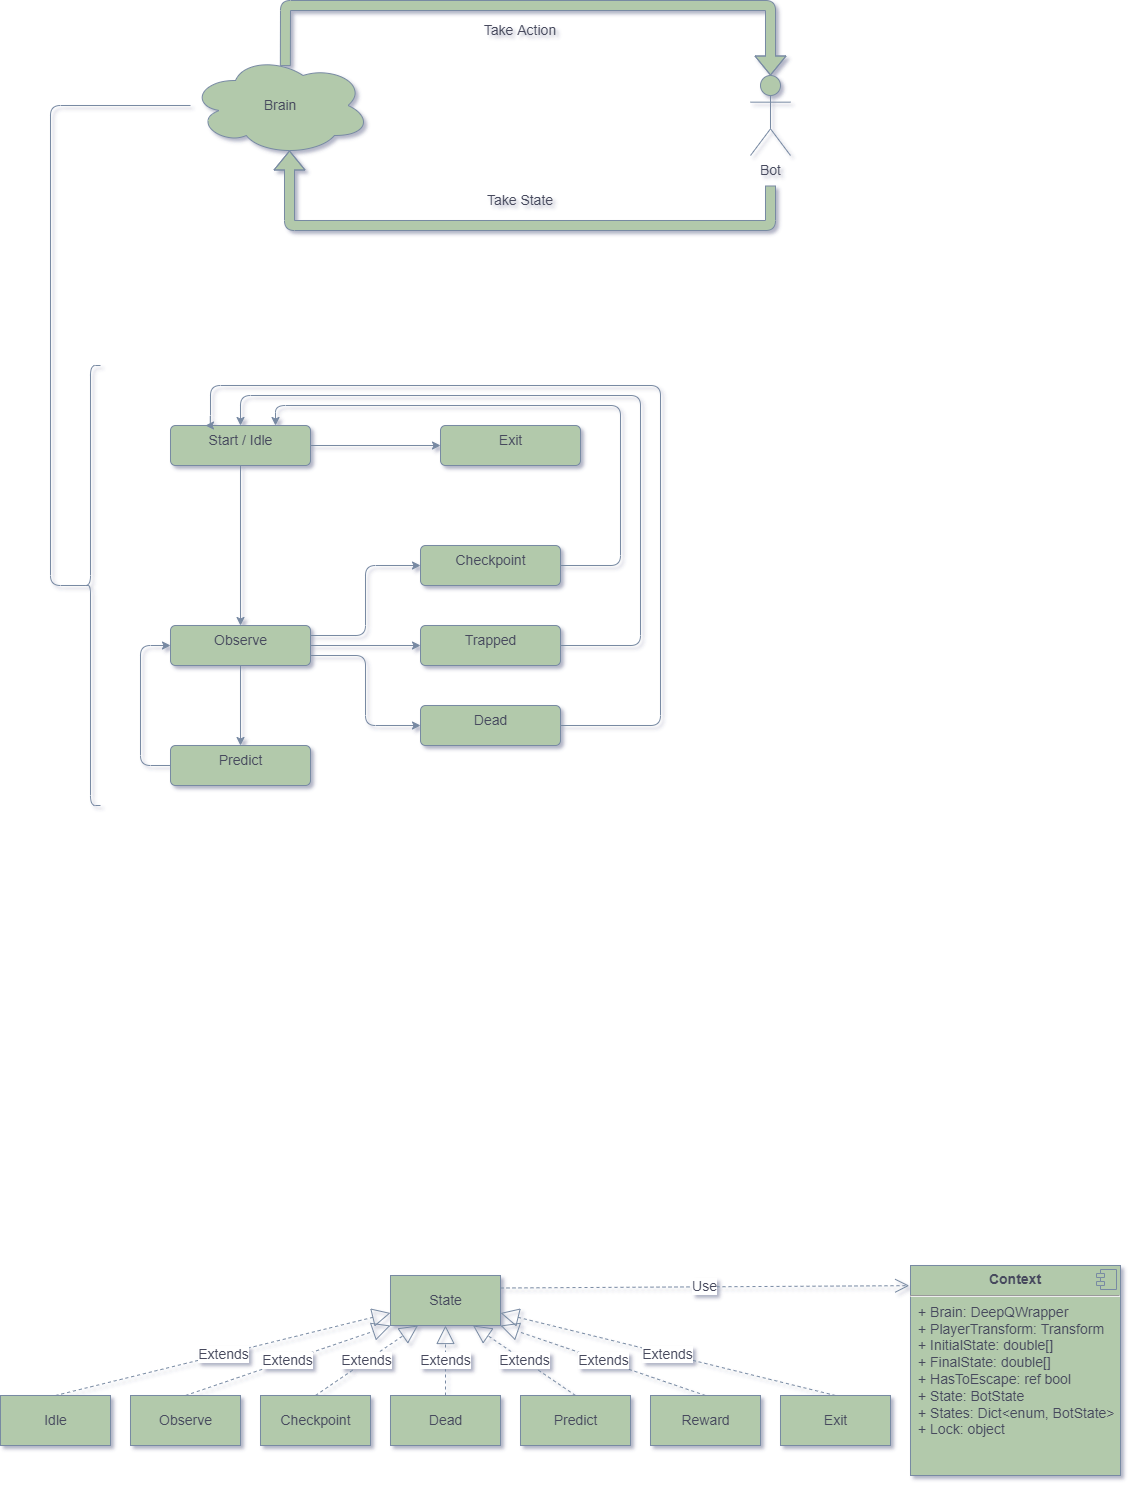 Take Action
Brain
Bot
Take State
Start / Idle
Exit
Checkpoint
Observe
Trapped
Dead
Predict
State
Use
Context
+ Brain: DeepQWrapper
+ PlayerTransform: Transform
+ InitialState: double[]
+ FinalState: double[]
+ HasToEscape: ref bool
+ State: BotState
+ States: Dict<enum, BotState>
+ Lock: object
Extends
Extends
Extends
Extends
Extends
Extends
Extends
Idle
Observe
Checkpoint
Dead
Predict
Reward
Exit